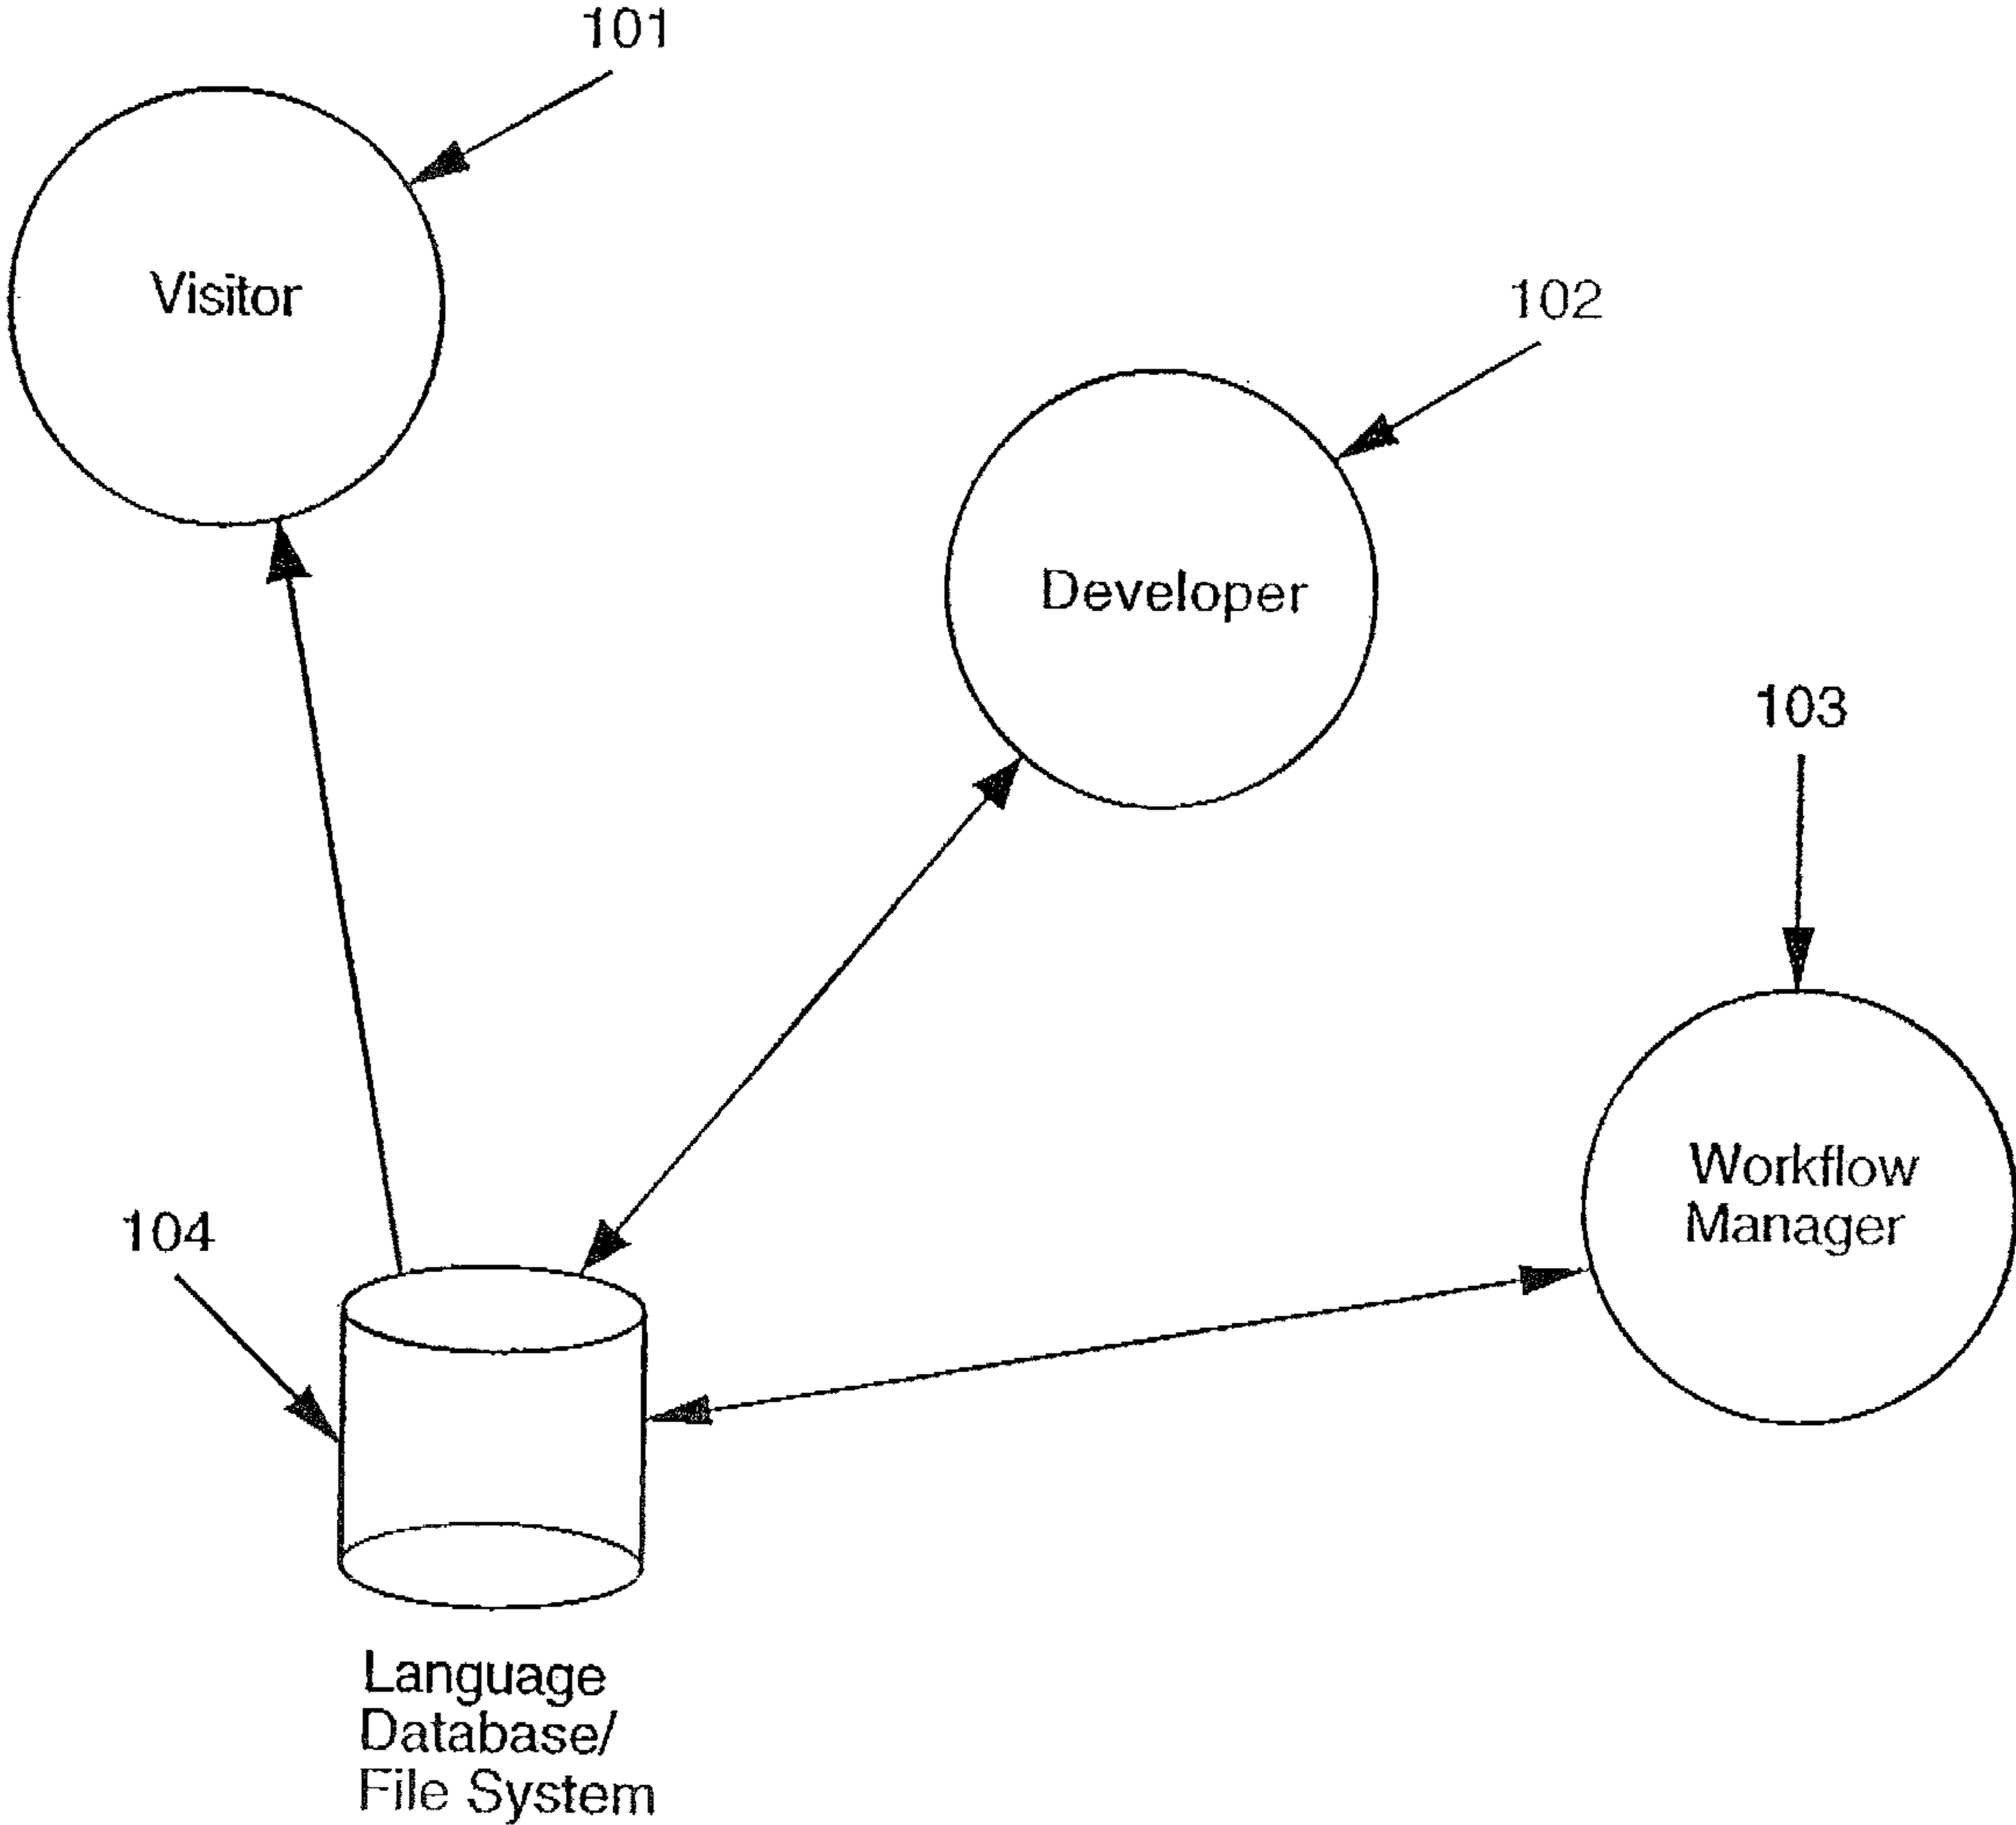 101
Visitor
102
Developer
103
Workflow
Manager
104
Language
Database/
File System